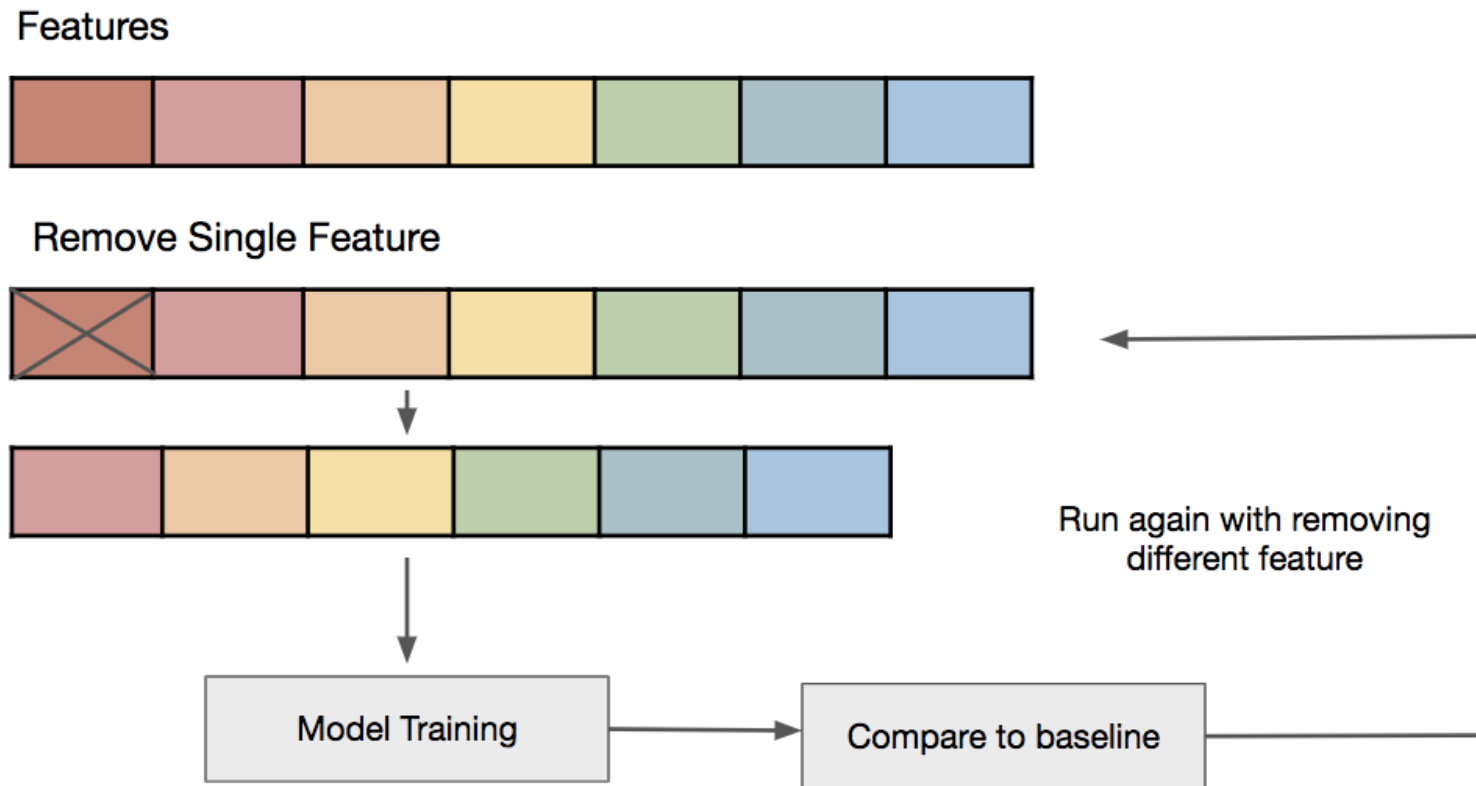 Features
Remove Single Feature
Run again with removing
different feature
Model Training
Compare to baseline